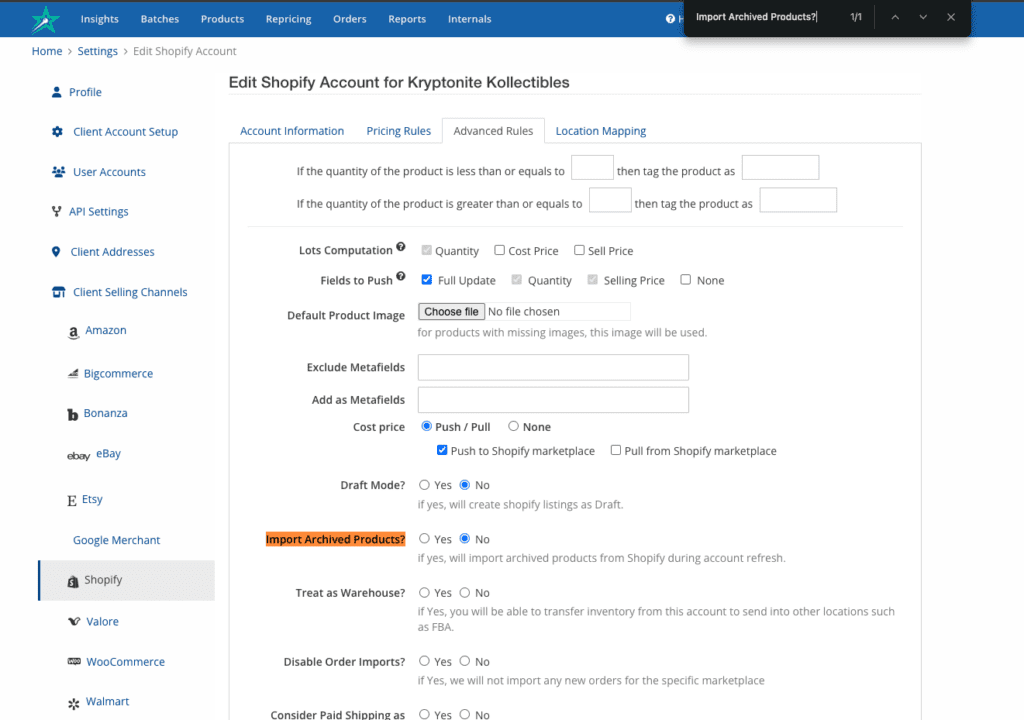 Insights Batches Products Repricing Orders Reports Internals
Import Archived Products? 1/1
Home > Settings > Edit Shopify Account
Edit Shopify Account for Kryptonite Kollectibles
Profile
Client Account Setup
User Accounts
API Settings
Client Addresses
Client Selling Channels
a Amazon
Bigcommerce
b Bonanza
ebay eBay
E Etsy
Google Merchant
Shopify
Valore
WooCommerce
Walmart
Account Information Pricing Rules Advanced Rules Location Mapping
If the quantity of the product is less than or equals to then tag the product as
If the quantity of the product is greater than or equals to then tag the product as
Lots Computation ? Quantity Cost Price Sell Price
Fields to Push ? Full Update Quantity Selling Price None
Default Product Image Choose file No file chosen
for products with missing images, this image will be used.
Exclude Metafields
Add as Metafields
Cost price Push / Pull None
Push to Shopify marketplace Pull from Shopify marketplace
Draft Mode? Yes No
if yes, will create shopify listings as Draft.
Import Archived Products? Yes No
if yes, will import archived products from Shopify during account refresh.
Treat as Warehouse? Yes No
if Yes, you will be able to transfer inventory from this account to send into other locations such
as FBA.
Disable Order Imports? Yes No
if Yes, we will not import any new orders for the specific marketplace
Consider Paid Shipping as Yes No